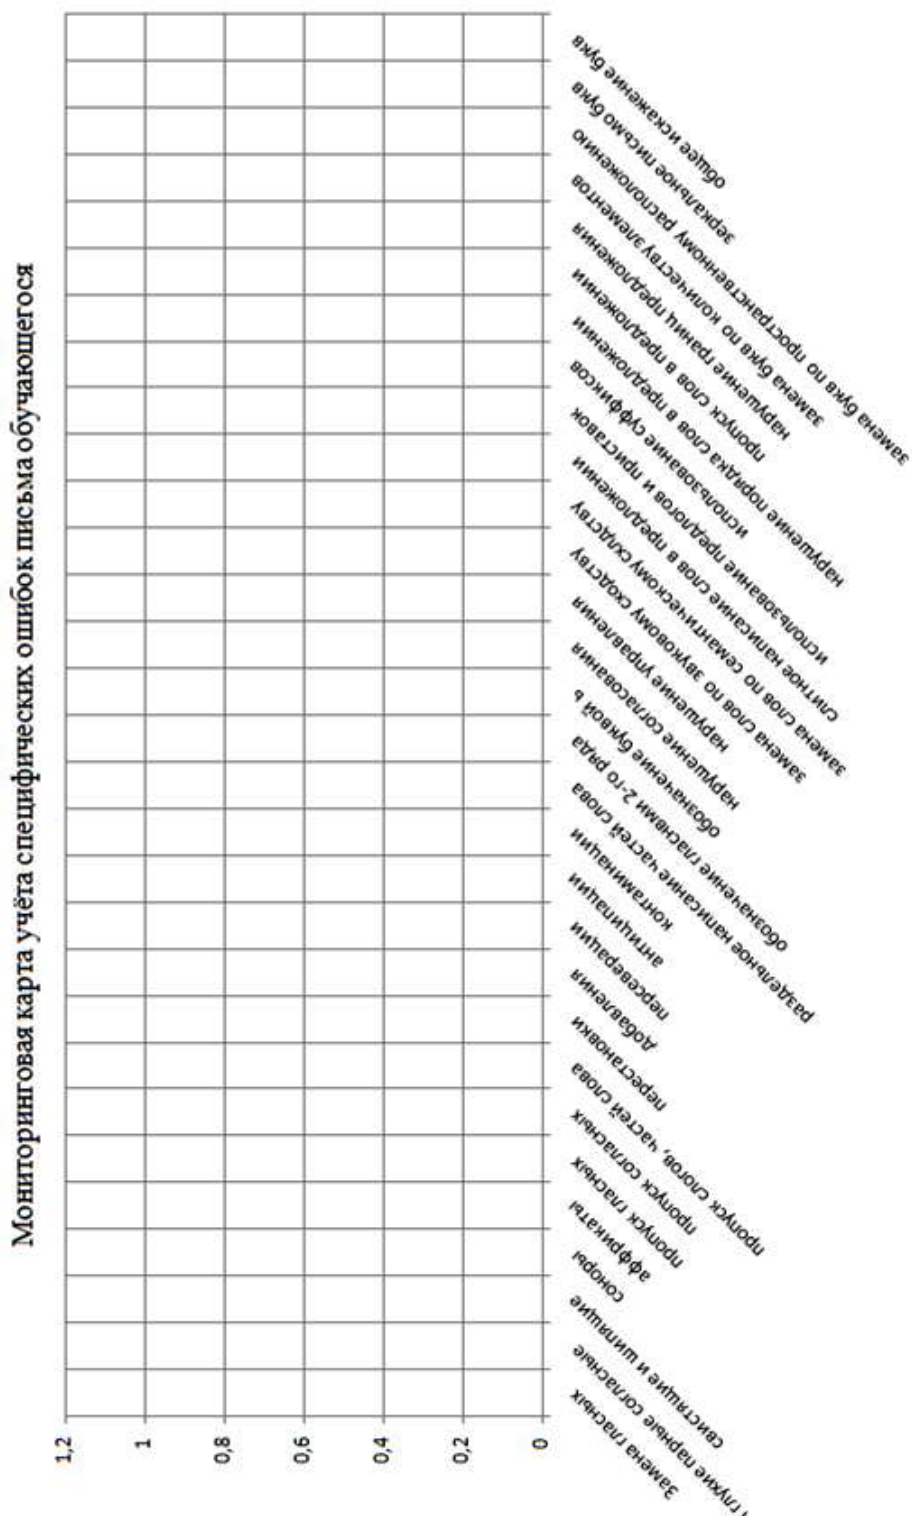 Мониторинговая карта учёта специфических ошибок письма обучающегося
1,2
1
0,8
0,6
0,4
0,2
0
Замена гласных
глухие парные согласные
свистящие и шипящие
соноры
аффрикаты
пропуск гласных
пропуск согласных
пропуск слогов, частей слова
перестановки
добавления
персеверации
антиципации
контаминации
раздельное написание частей слова
обозначение гласнвми 2-го ряда
обозначение буквой ь
нарушение согласования
нарушение управления
замена слов по звуковому сходству
замена слов по семантическому схлдству
слитное написание слов в предложении
использование предлогов и приставок
использование суффиксов
нарушение порядка слов в предложении
пропуск слов в предложении
нарушение границ предложения
замена букв по количеству элементов
замена букв по пространственному расположению
зеркальное письмо букв
общее искажение букв